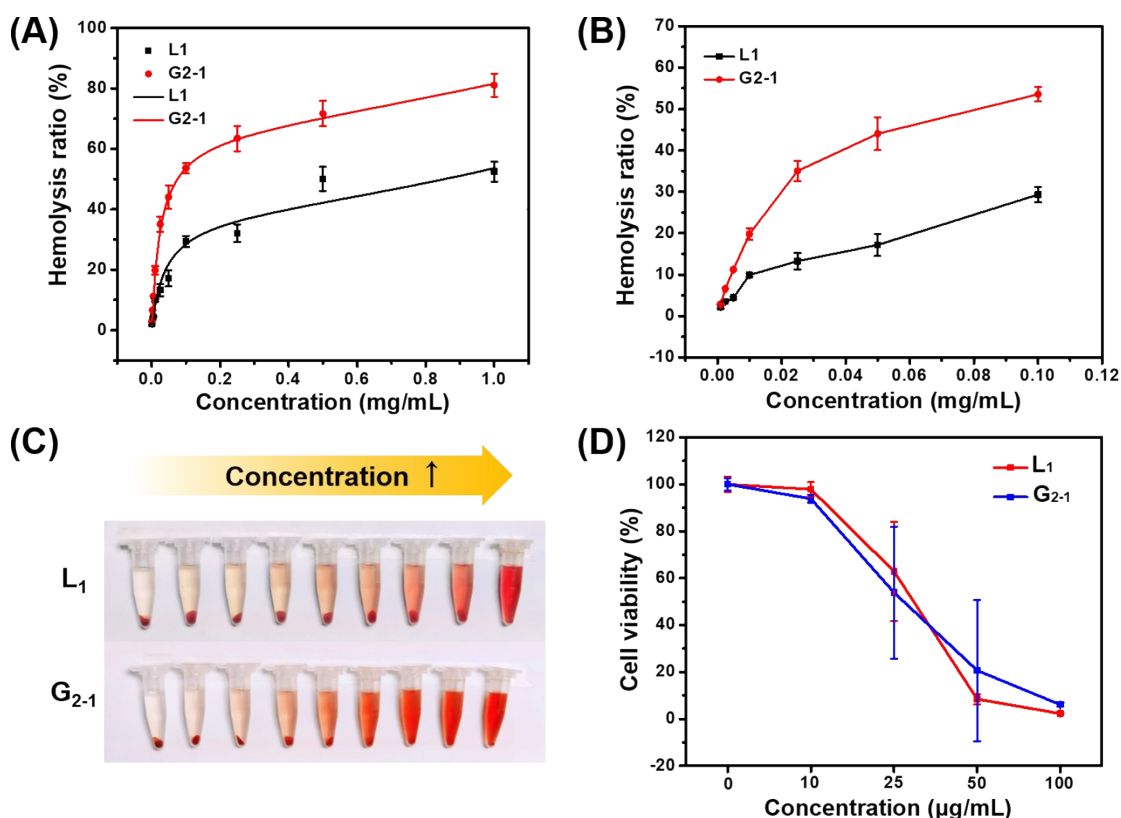 (A)
Hemolysis ratio (%)
100
80
60
40
20
0
L1
G2-1
L1
G2-1
0.0 0.2 0.4 0.6 0.8 1.0
Concentration (mg/mL)
(B)
Hemolysis ratio (%)
70
60
50
40
30
20
10
0
-10
L1
G2-1
0.00 0.02 0.04 0.06 0.08 0.10 0.12
Concentration (mg/mL)
(C)
Concentration ↑
L₁
G₂₋₁
(D)
Cell viability (%)
120
100
80
60
40
20
0
-20
L₁
G₂₋₁
0 10 25 50 100
Concentration (μg/mL)